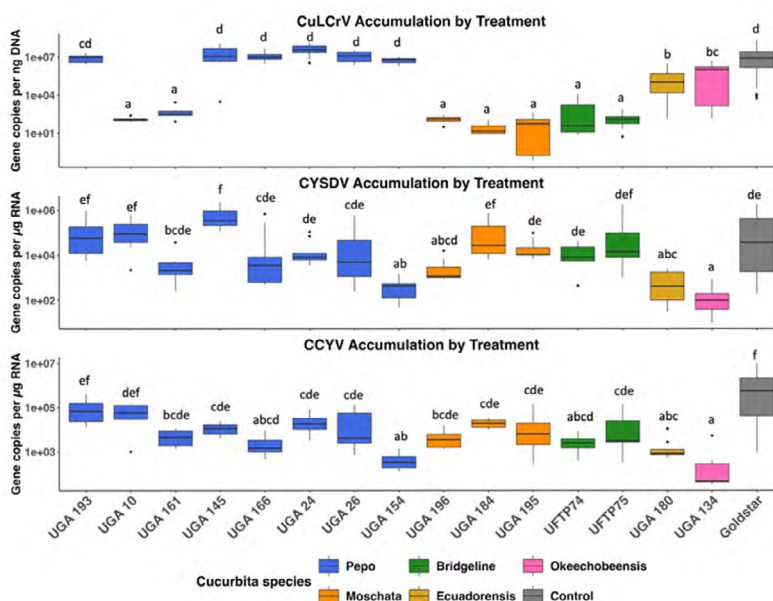 CuLCrV Accumulation by Treatment
Gene copies per ng DNA
1e+07
1e+04
1e+01
cd a a d d d d d a a a a a b bc d
CYSDV Accumulation by Treatment
Gene copies per µg RNA
1e+06
1e+04
1e+02
ef ef bcde f cde de cde ab abcd ef de de def abc a de
CCYV Accumulation by Treatment
Gene copies per µg RNA
1e+07
1e+05
1e+03
ef def bcde cde abcd cde cde ab bcde cde cde abcd cde abc a f
UGA 193 UGA 10 UGA 161 UGA 145 UGA 166 UGA 24 UGA 26 UGA 154 UGA 196 UGA 184 UGA 195 UFTP74 UFTP75 UGA 180 UGA 134 Goldstar
Cucurbita species
Pepo Bridgeline Okeechobeensis
Moschata Ecuadorensis Control